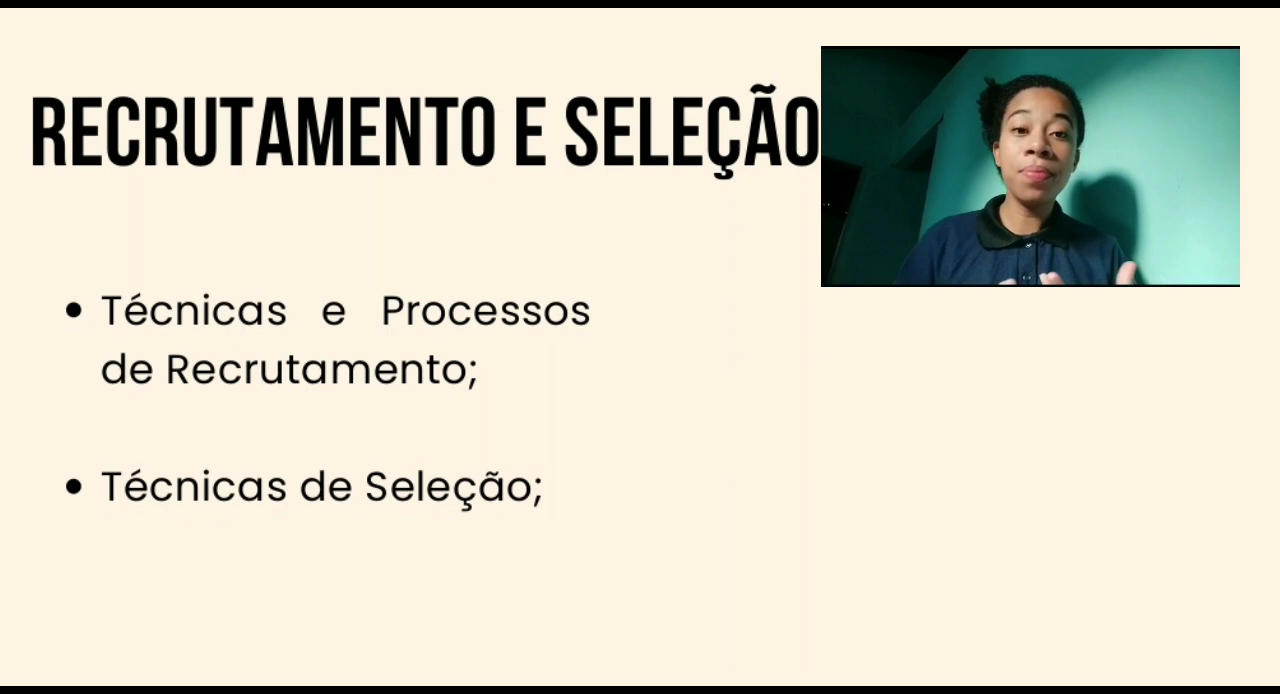 RECRUTAMENTO E SELEÇÃO
• Técnicas e Processos
de Recrutamento;
• Técnicas de Seleção;